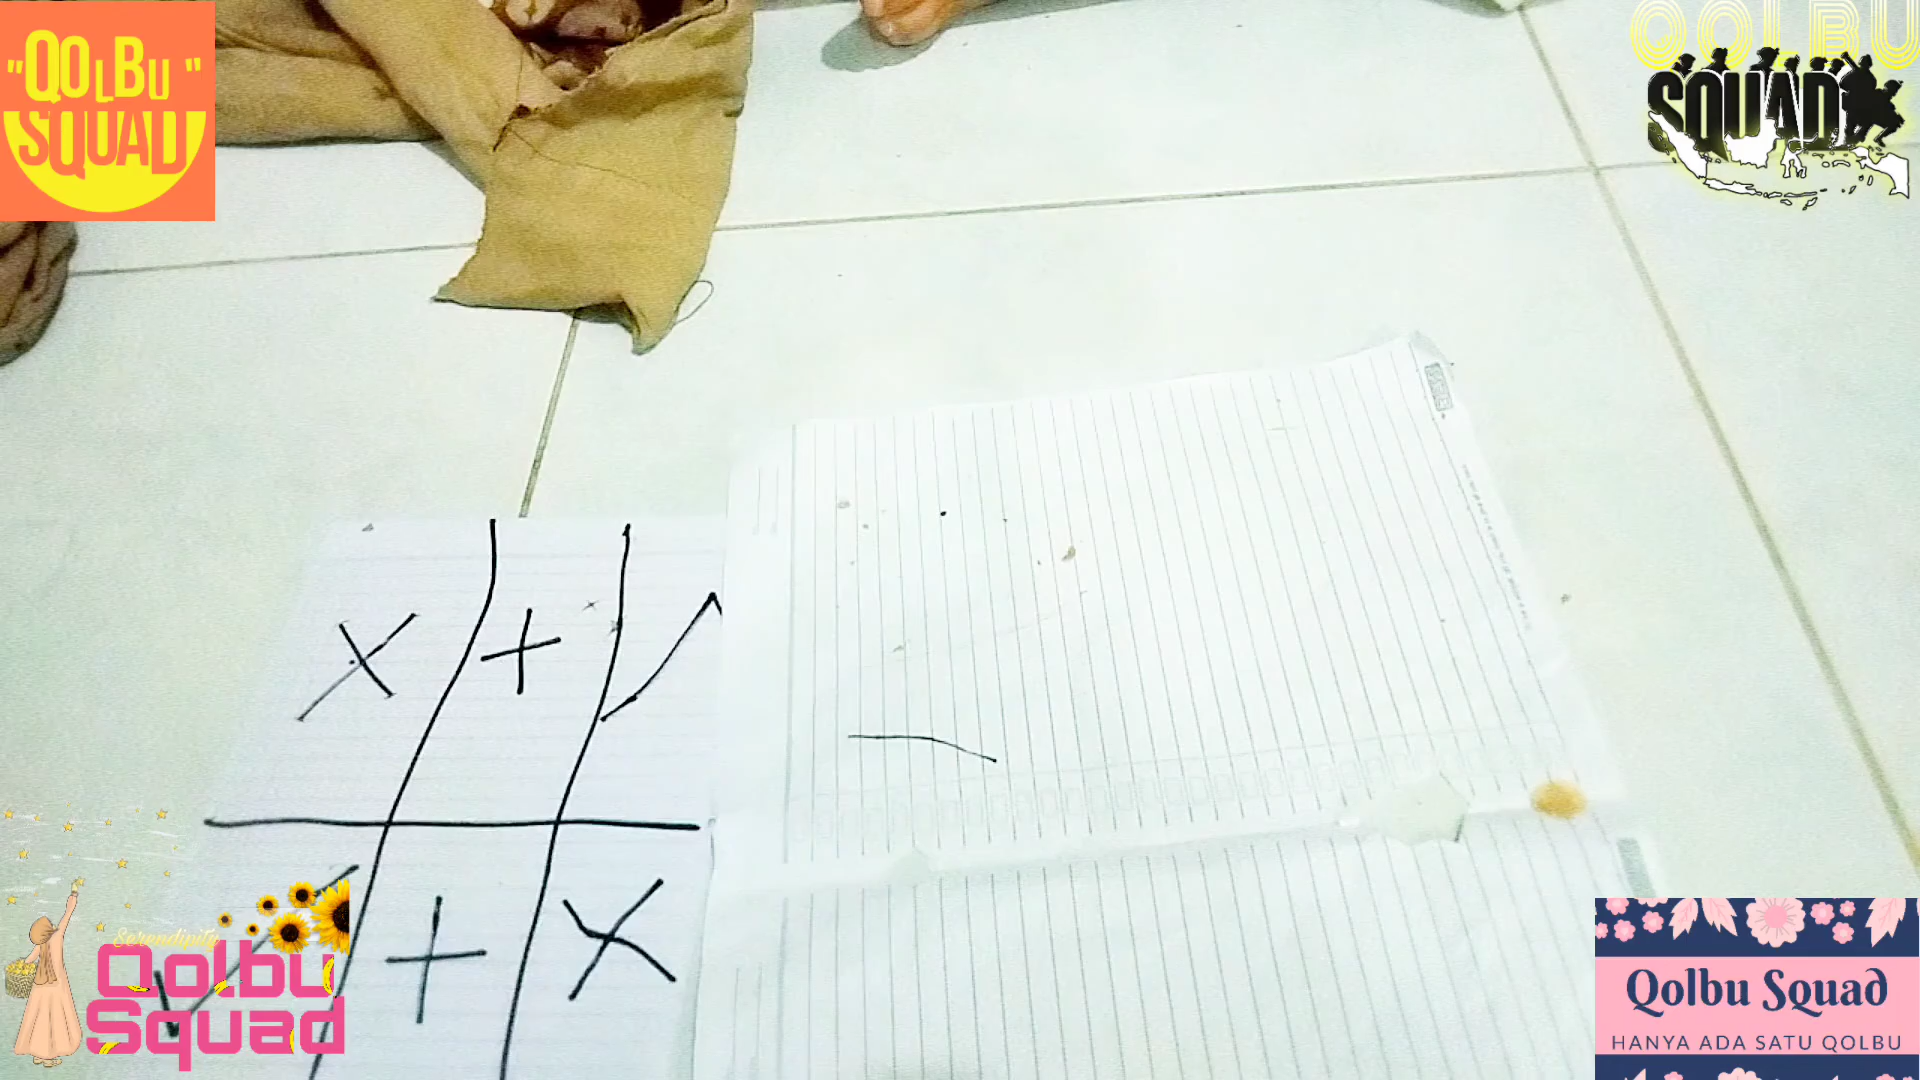 "QOLBU"
SQUAD
QOLBU
SQUAD
X + ✓
✓ + X
Serendipity
Qolbu
Squad
Qolbu Squad
HANYA ADA SATU QOLBU